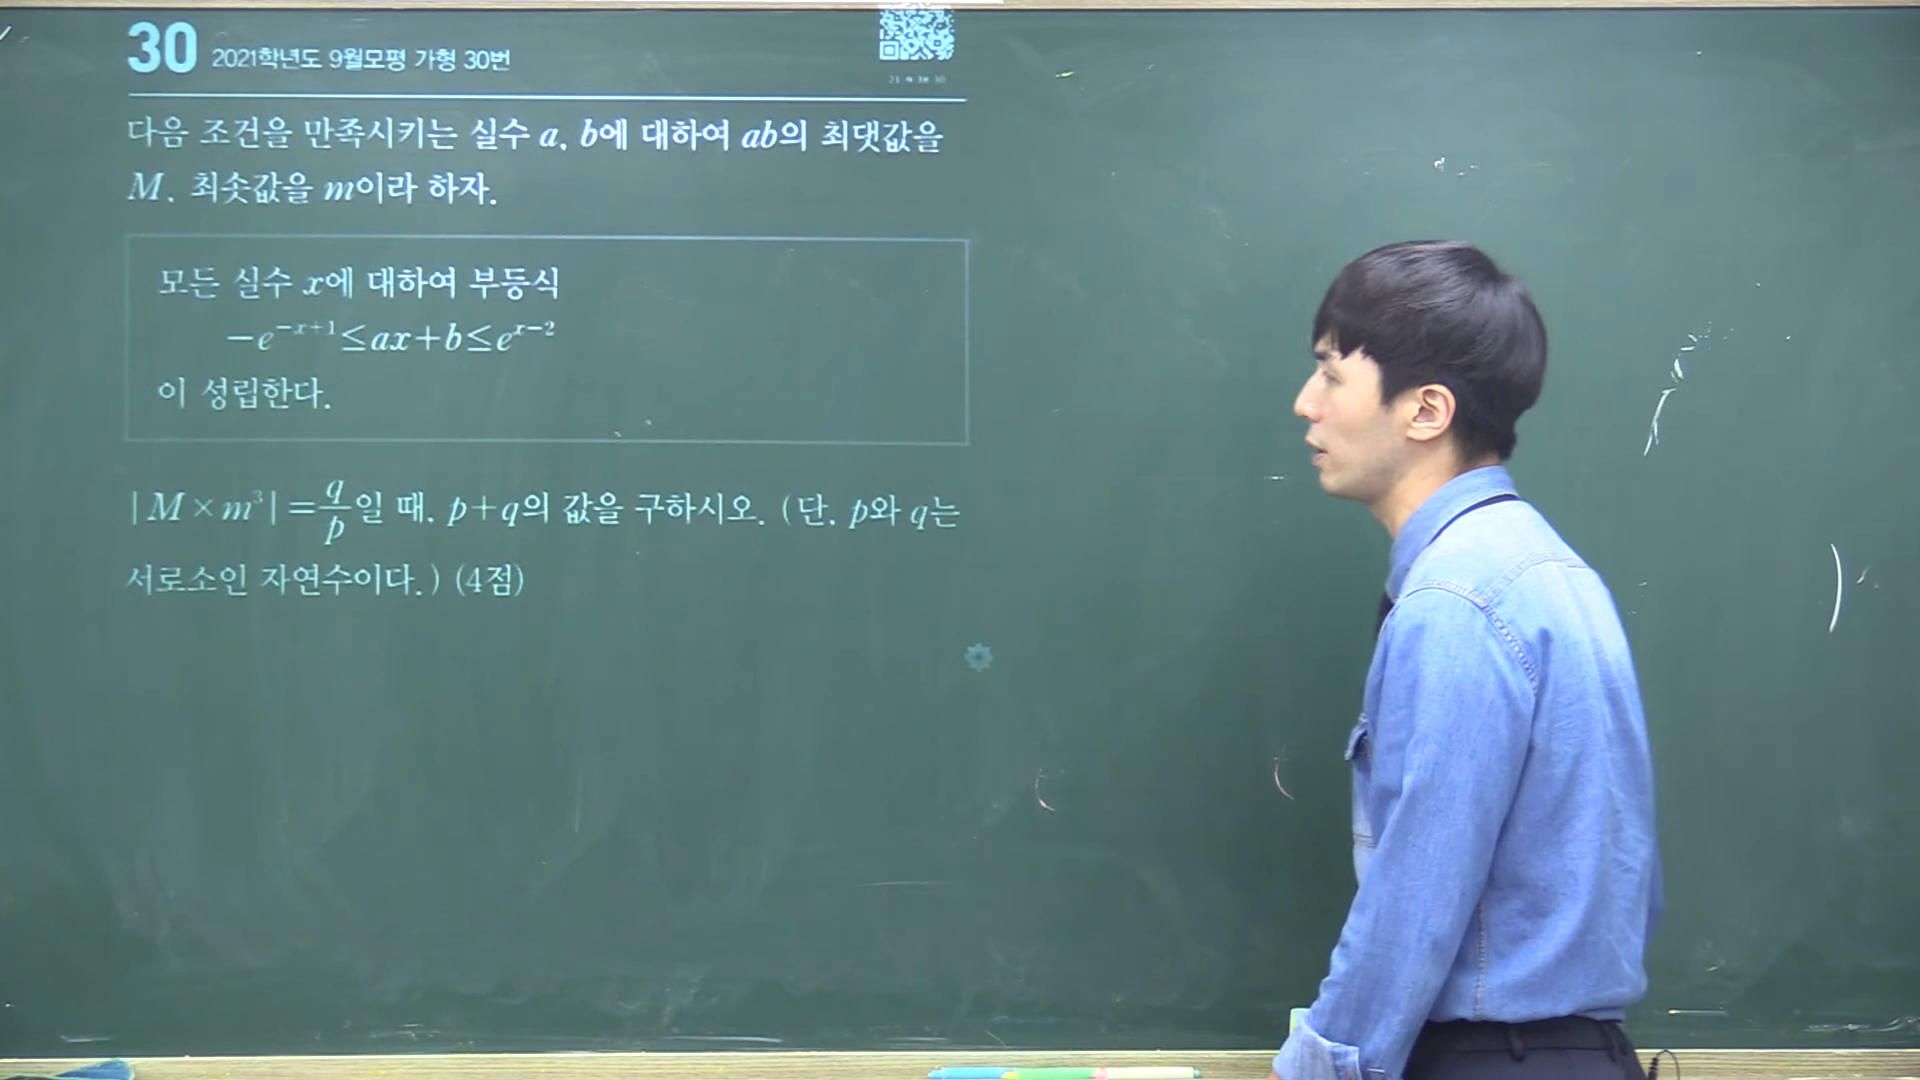 30 2021학년도 9월모평 가형 30번
다음 조건을 만족시키는 실수 a, b에 대하여 ab의 최댓값을
M, 최솟값을 m이라 하자.
모든 실수 x에 대하여 부등식
−e^{−x+1}≤ax+b≤e^{x−2}
이 성립한다.
|M×m³|=q/p일 때, p+q의 값을 구하시오. (단, p와 q는
서로소인 자연수이다.) (4점)